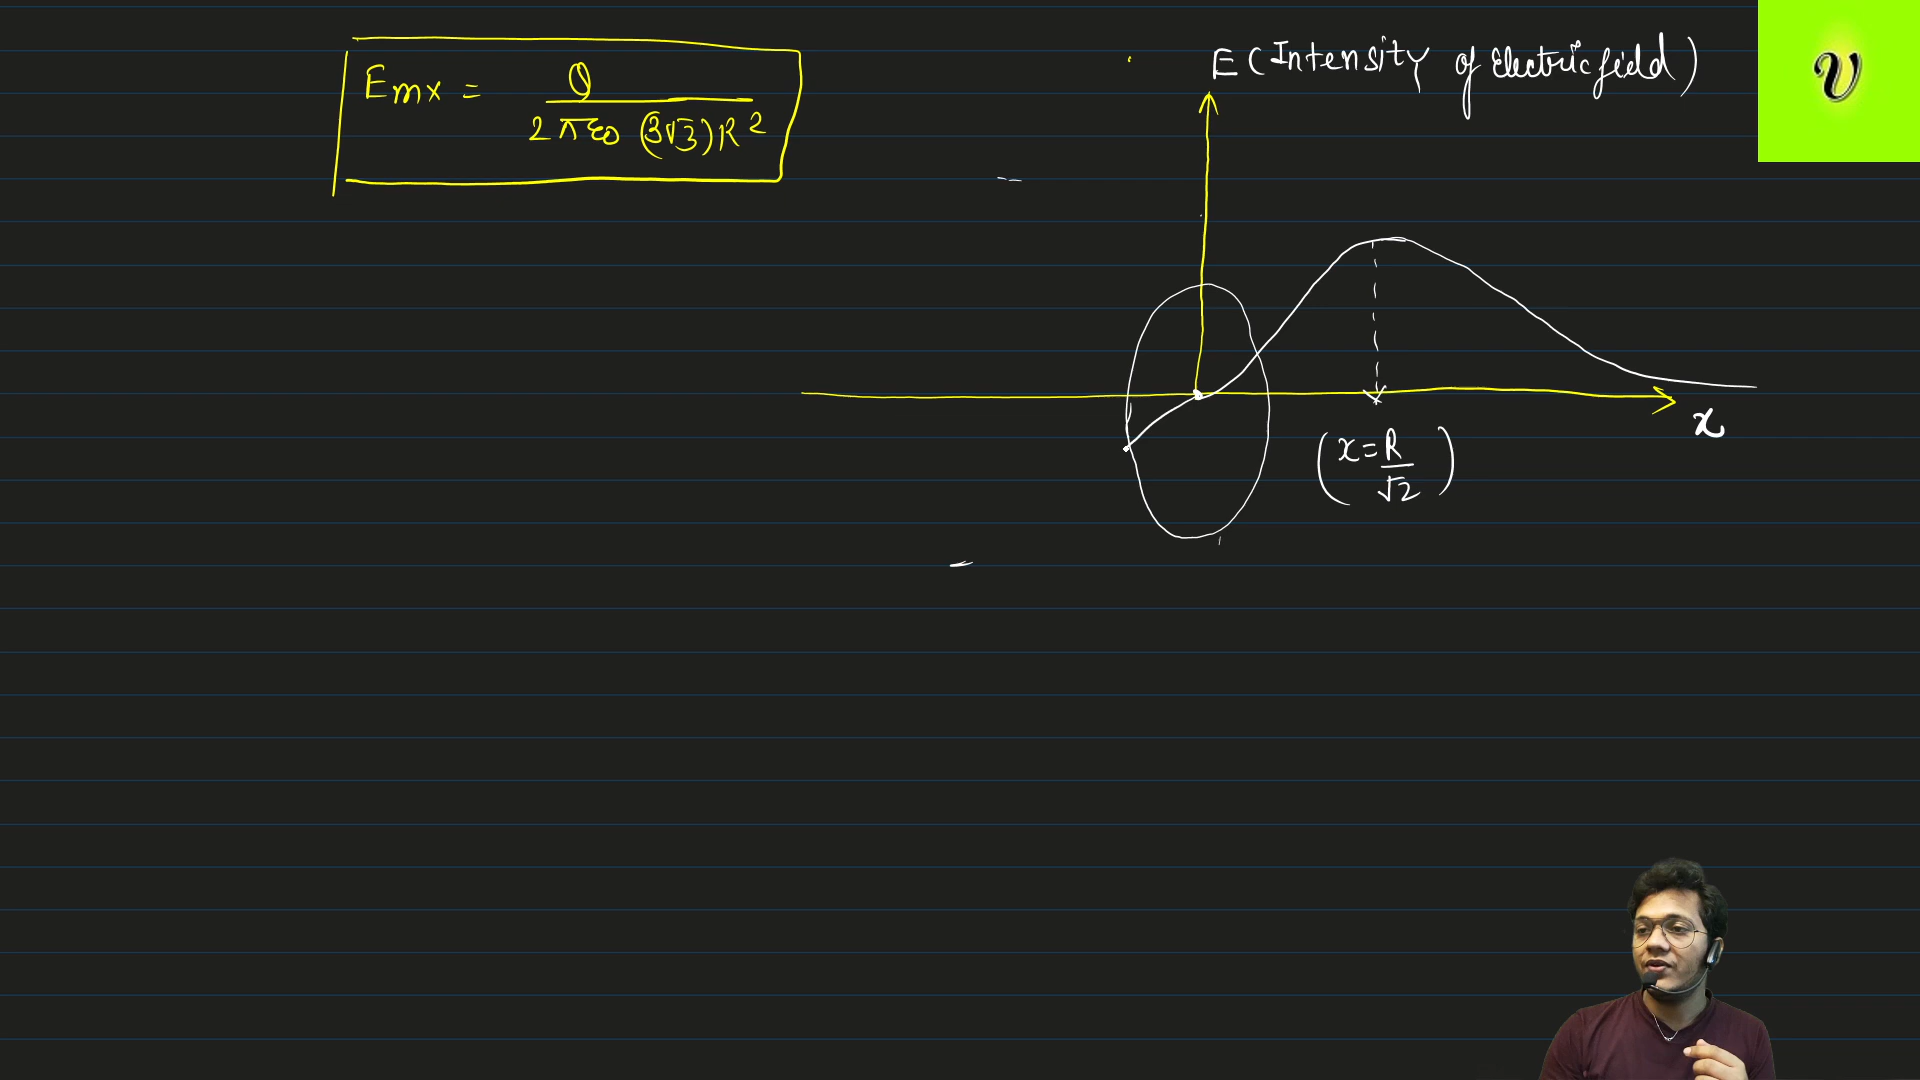 Emx = Q / 2πε0 (3√3)R²
E (Intensity of Electric field)
x
(x = R/√2)
υ